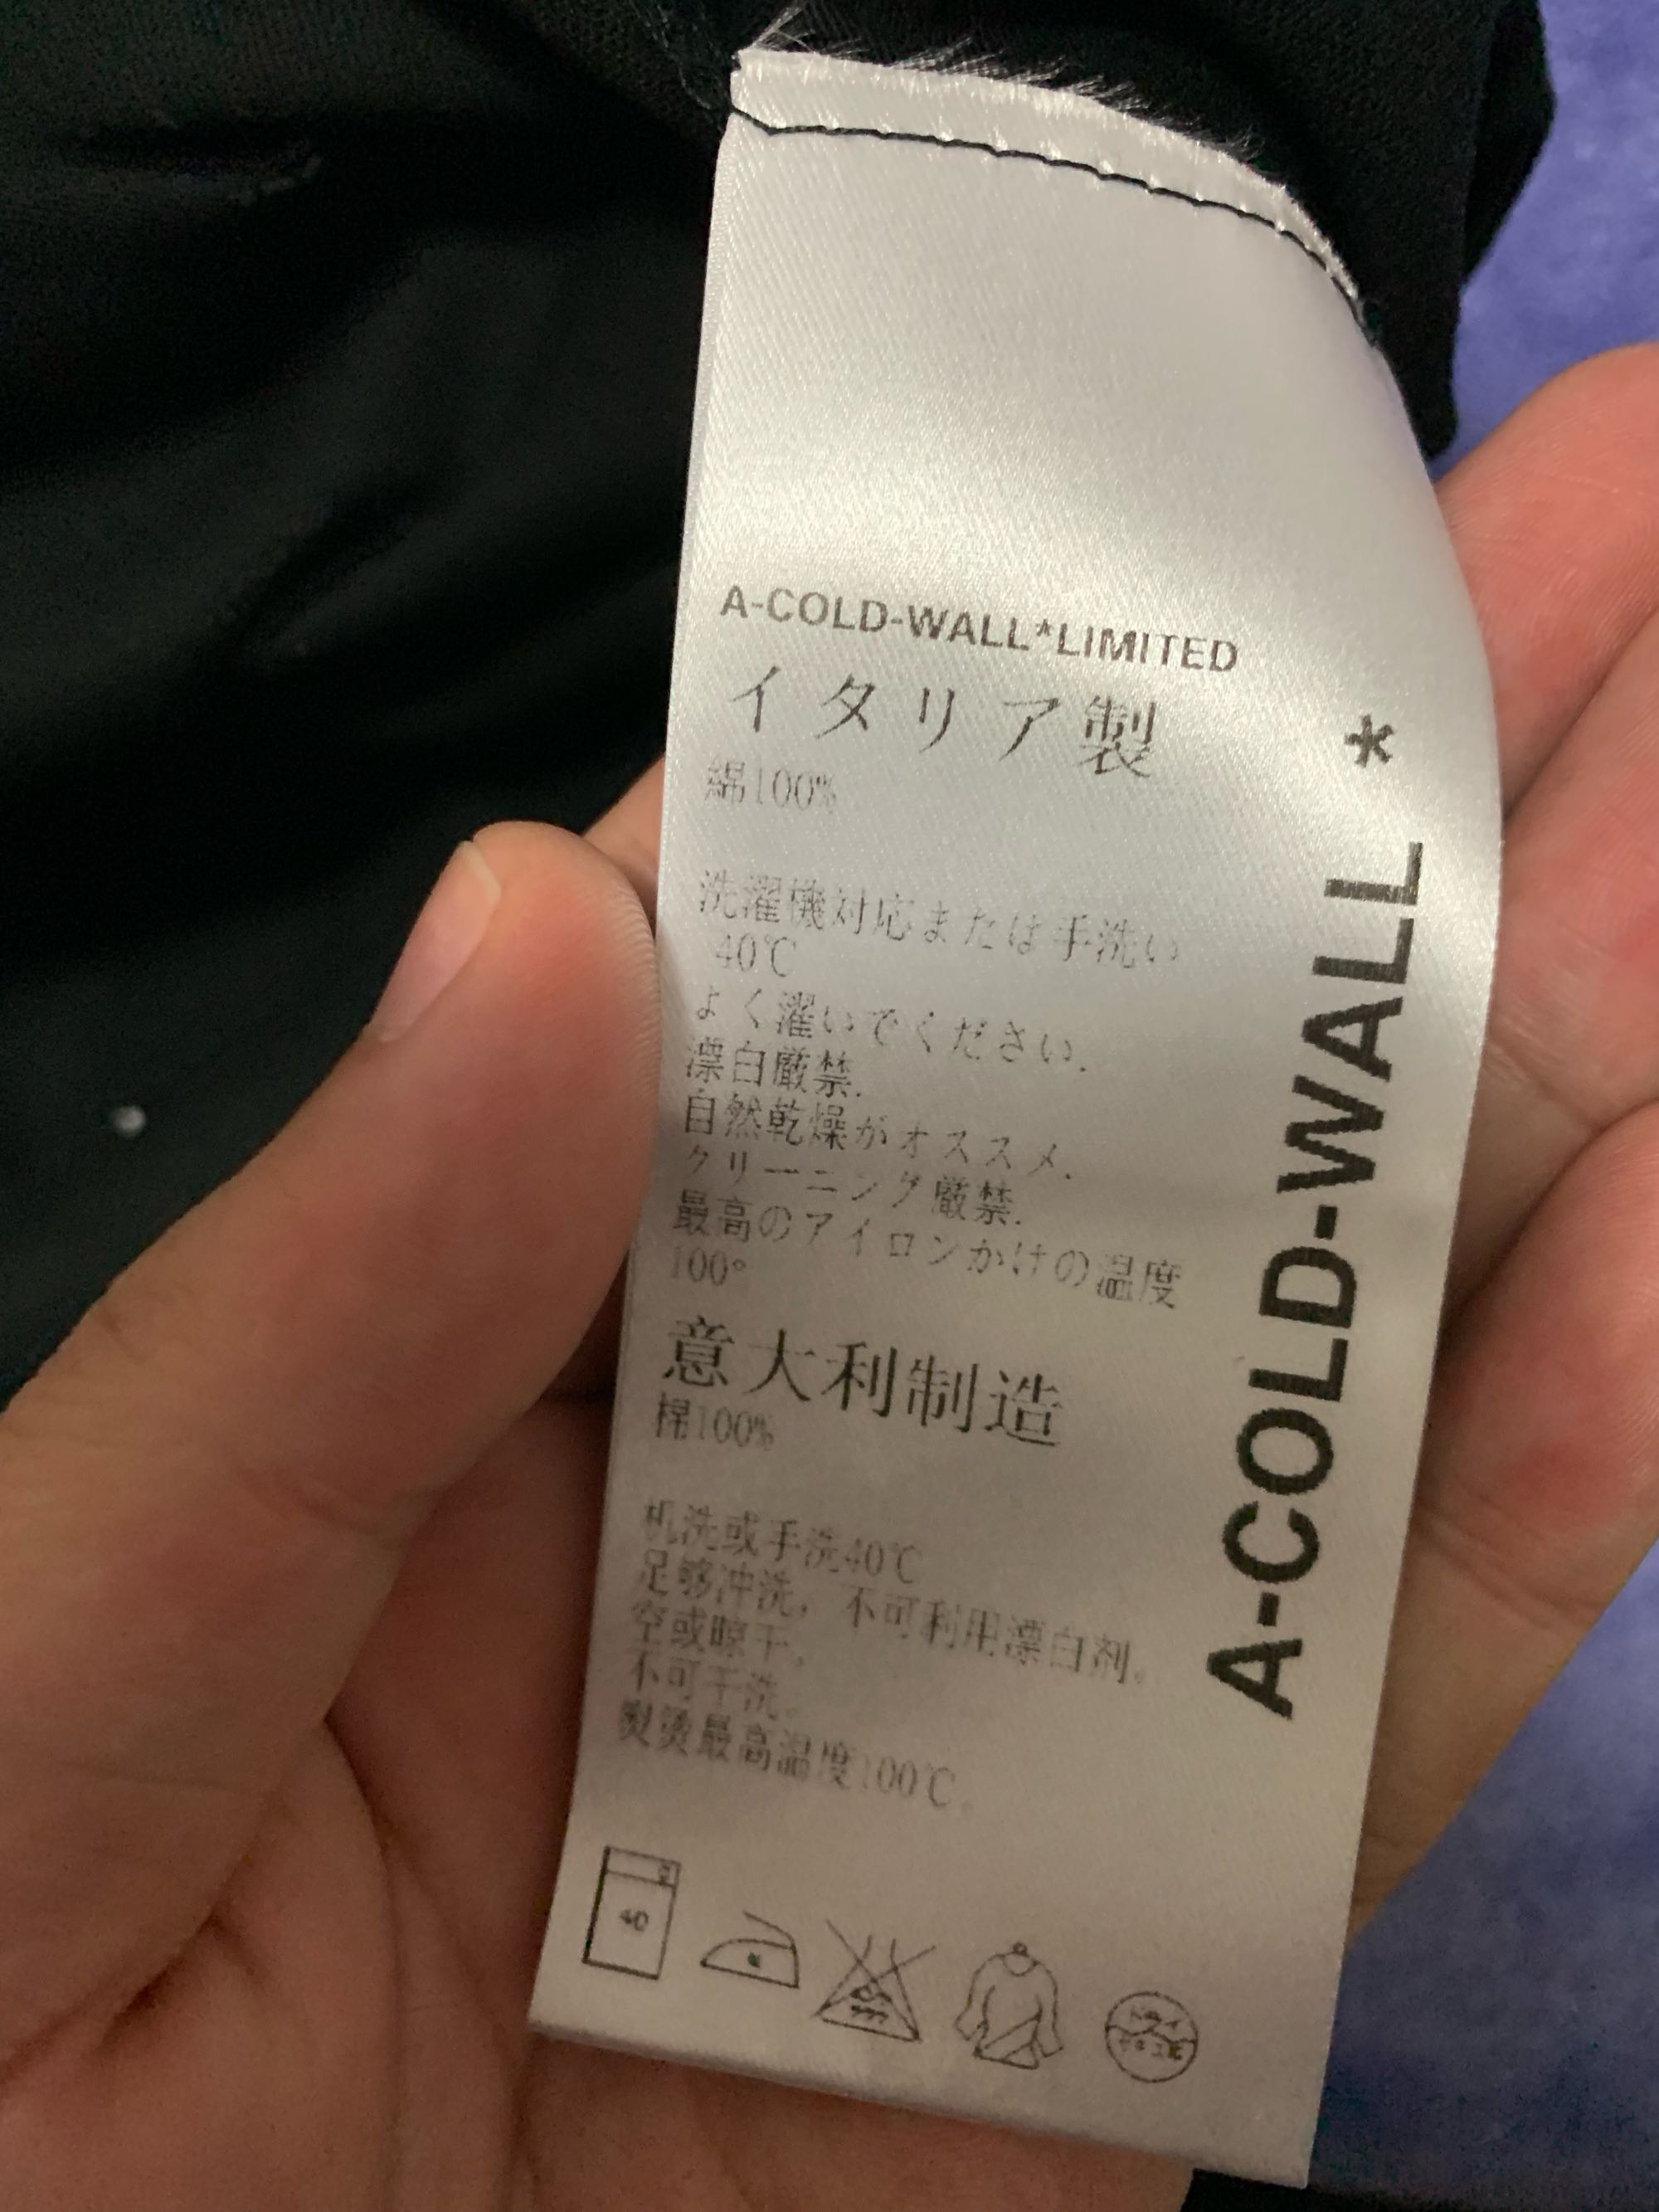 A-COLD-WALL*LIMITED
イタリア製
綿100%
洗濯機対応または手洗い
40℃
よく濯いでください.
漂白厳禁.
自然乾燥がオススメ.
クリーニング厳禁.
最高のアイロンかけの温度
100°
意大利制造
棉100%
机洗或手洗40℃
足够冲洗，不可利用漂白剂。
空或晾干。
不可干洗。
熨烫最高温度100℃。
40
A-COLD-WALL*